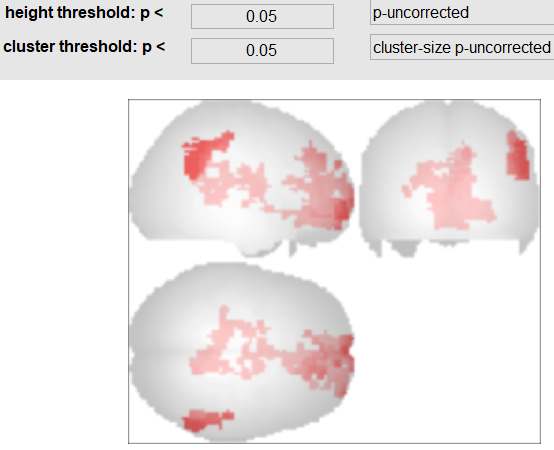 height threshold: p < 0.05 p-uncorrected
cluster threshold: p < 0.05 cluster-size p-uncorrected